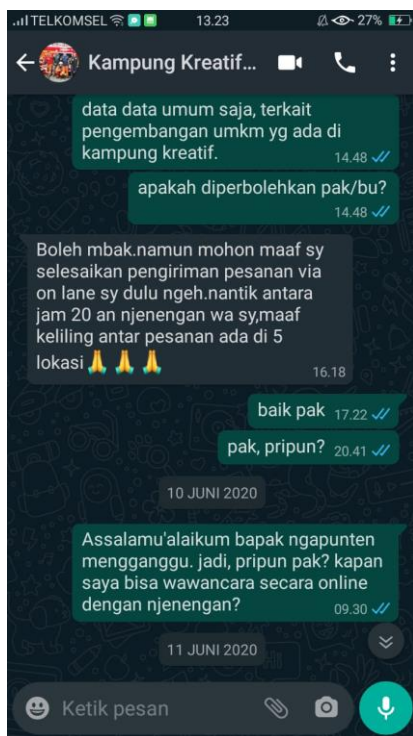 TELKOMSEL 13.23 27%
Kampung Kreatif...
data data umum saja, terkait
pengembangan umkm yg ada di
kampung kreatif. 14.48
apakah diperbolehkan pak/bu?
14.48
Boleh mbak.namun mohon maaf sy
selesaikan pengiriman pesanan via
on lane sy dulu ngeh.nantik antara
jam 20 an njenengan wa sy,maaf
keliling antar pesanan ada di 5
lokasi 🙏 🙏 🙏 16.18
baik pak 17.22
pak, pripun? 20.41
10 JUNI 2020
Assalamu'alaikum bapak ngapunten
mengganggu. jadi, pripun pak? kapan
saya bisa wawancara secara online
dengan njenengan? 09.30
11 JUNI 2020
Ketik pesan